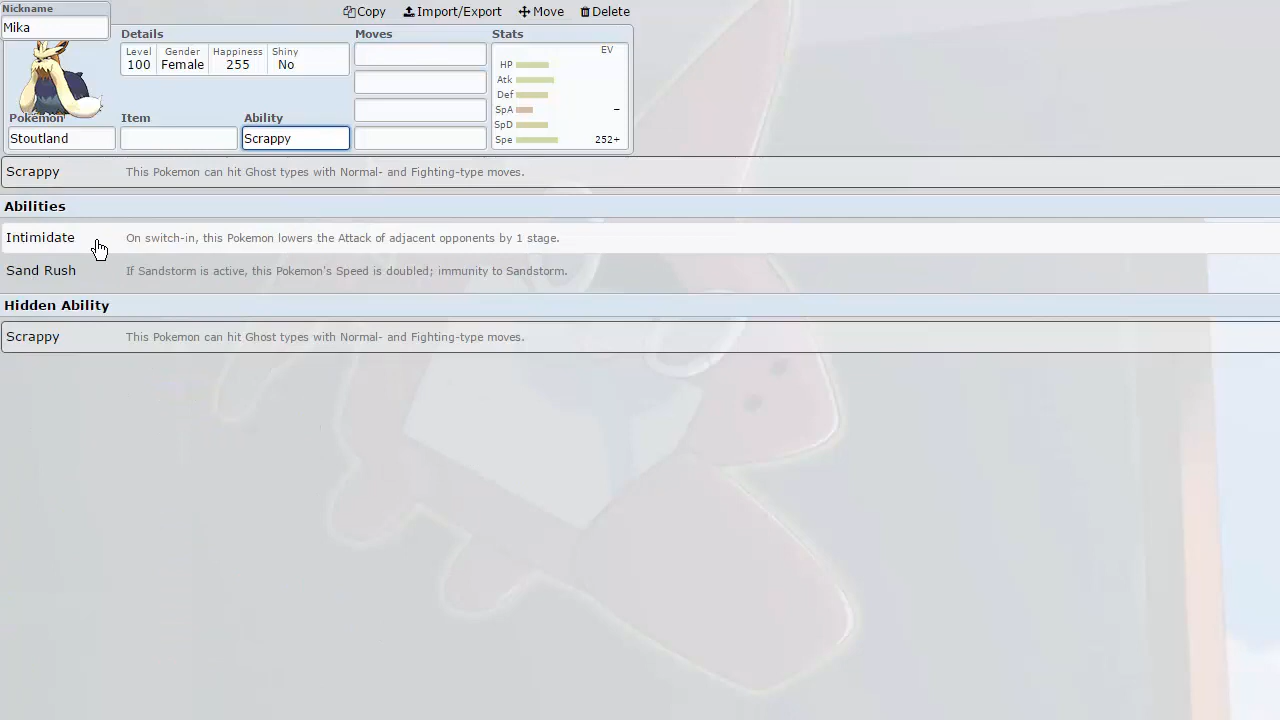 Nickname
Mika
Copy Import/Export Move Delete
Details
Level Gender Happiness Shiny
100 Female 255 No
Moves
Stats
EV
HP
Atk
Def
SpA –
SpD
Spe 252+
Pokémon Item Ability
Stoutland Scrappy
Scrappy This Pokemon can hit Ghost types with Normal- and Fighting-type moves.
Abilities
Intimidate On switch-in, this Pokemon lowers the Attack of adjacent opponents by 1 stage.
Sand Rush If Sandstorm is active, this Pokemon's Speed is doubled; immunity to Sandstorm.
Hidden Ability
Scrappy This Pokemon can hit Ghost types with Normal- and Fighting-type moves.